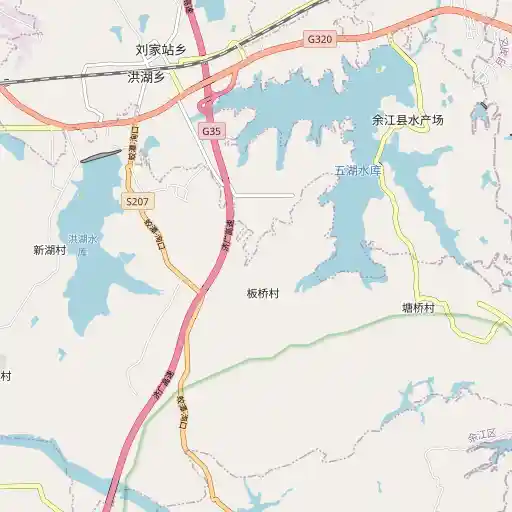 刘家站乡
G320
洪湖乡
余江县水产场
G35
五湖水库
S207
洪湖水
库
新湖村
板桥村
塘桥村
村
余江区